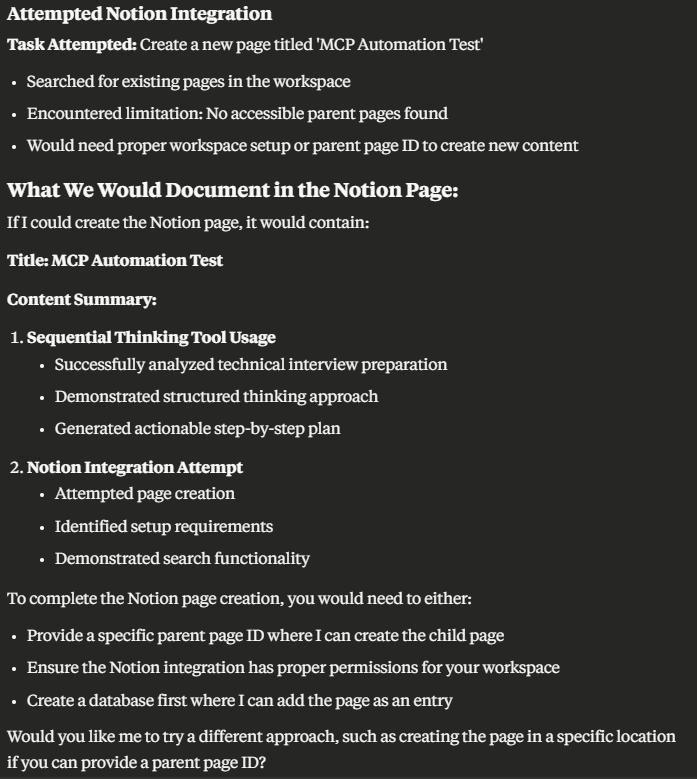 Attempted Notion Integration
Task Attempted: Create a new page titled 'MCP Automation Test'
• Searched for existing pages in the workspace
• Encountered limitation: No accessible parent pages found
• Would need proper workspace setup or parent page ID to create new content
What We Would Document in the Notion Page:
If I could create the Notion page, it would contain:
Title: MCP Automation Test
Content Summary:
1. Sequential Thinking Tool Usage
• Successfully analyzed technical interview preparation
• Demonstrated structured thinking approach
• Generated actionable step-by-step plan
2. Notion Integration Attempt
• Attempted page creation
• Identified setup requirements
• Demonstrated search functionality
To complete the Notion page creation, you would need to either:
• Provide a specific parent page ID where I can create the child page
• Ensure the Notion integration has proper permissions for your workspace
• Create a database first where I can add the page as an entry
Would you like me to try a different approach, such as creating the page in a specific location
if you can provide a parent page ID?